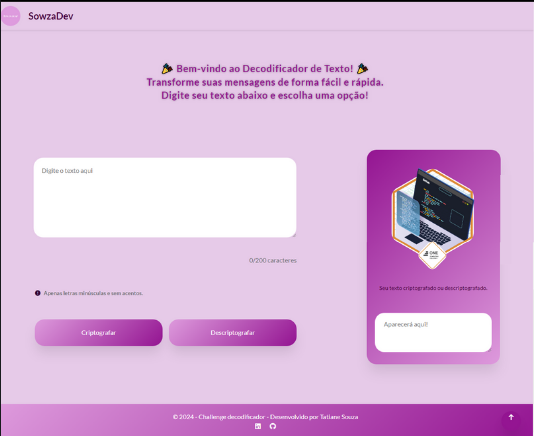 SowzaDev
🎉 Bem-vindo ao Decodificador de Texto! 🎉
Transforme suas mensagens de forma fácil e rápida.
Digite seu texto abaixo e escolha uma opção!
Digite o texto aqui
0/200 caracteres
Apenas letras minúsculas e sem acentos.
Criptografar
Descriptografar
ONE
Seu texto criptografado ou descriptografado.
Aparecerá aqui!!
© 2024 - Challenge decodificador - Desenvolvido por Tatiane Souza